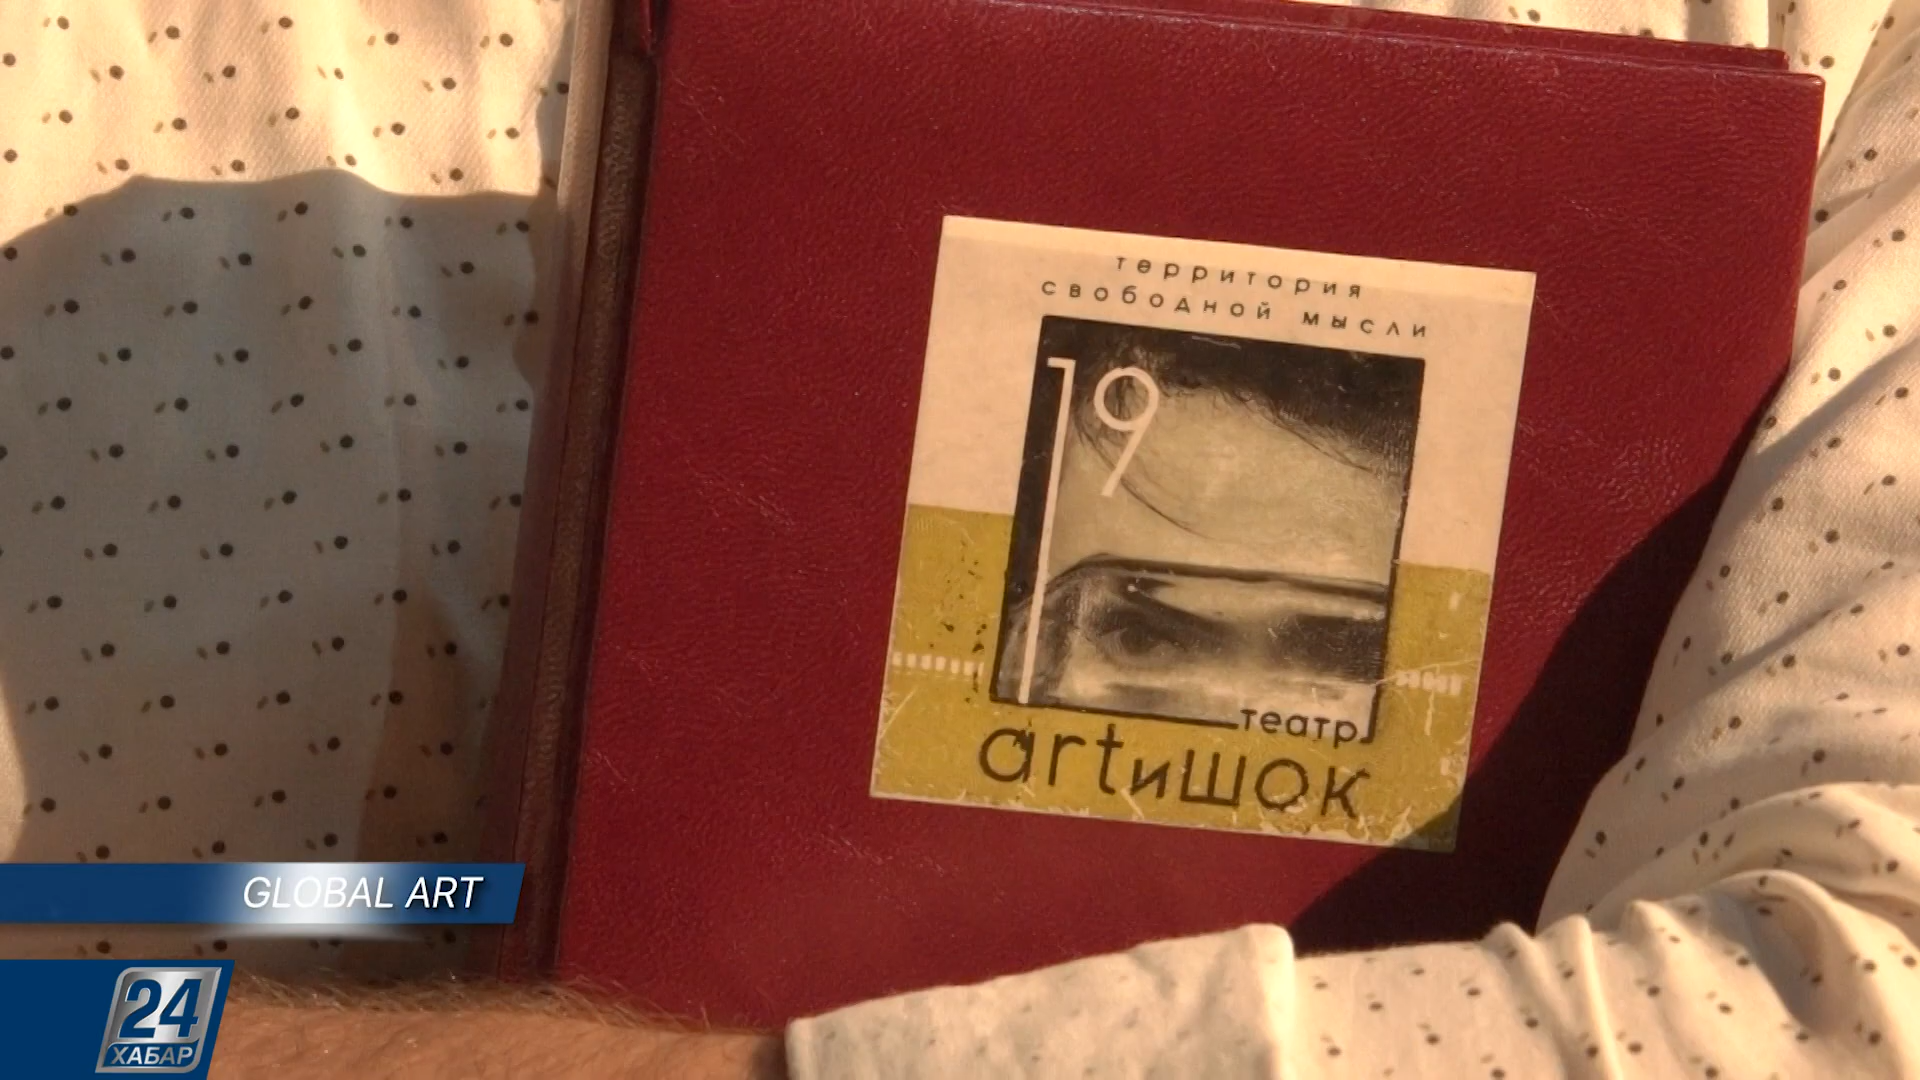 территория
свободной мысли
19
театр
artишок
GLOBAL ART
24
ХАБАР